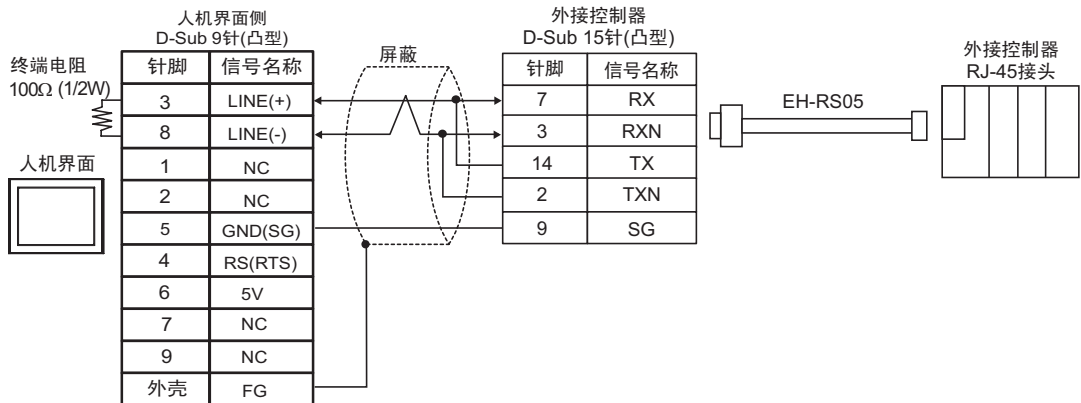 人机界面侧
D-Sub 9针(凸型)
外接控制器
D-Sub 15针(凸型)
外接控制器
RJ-45接头
终端电阻
100Ω (1/2W)
屏蔽
人机界面
EH-RS05
针脚 信号名称
3 LINE(+)
8 LINE(-)
1 NC
2 NC
5 GND(SG)
4 RS(RTS)
6 5V
7 NC
9 NC
外壳 FG
针脚 信号名称
7 RX
3 RXN
14 TX
2 TXN
9 SG